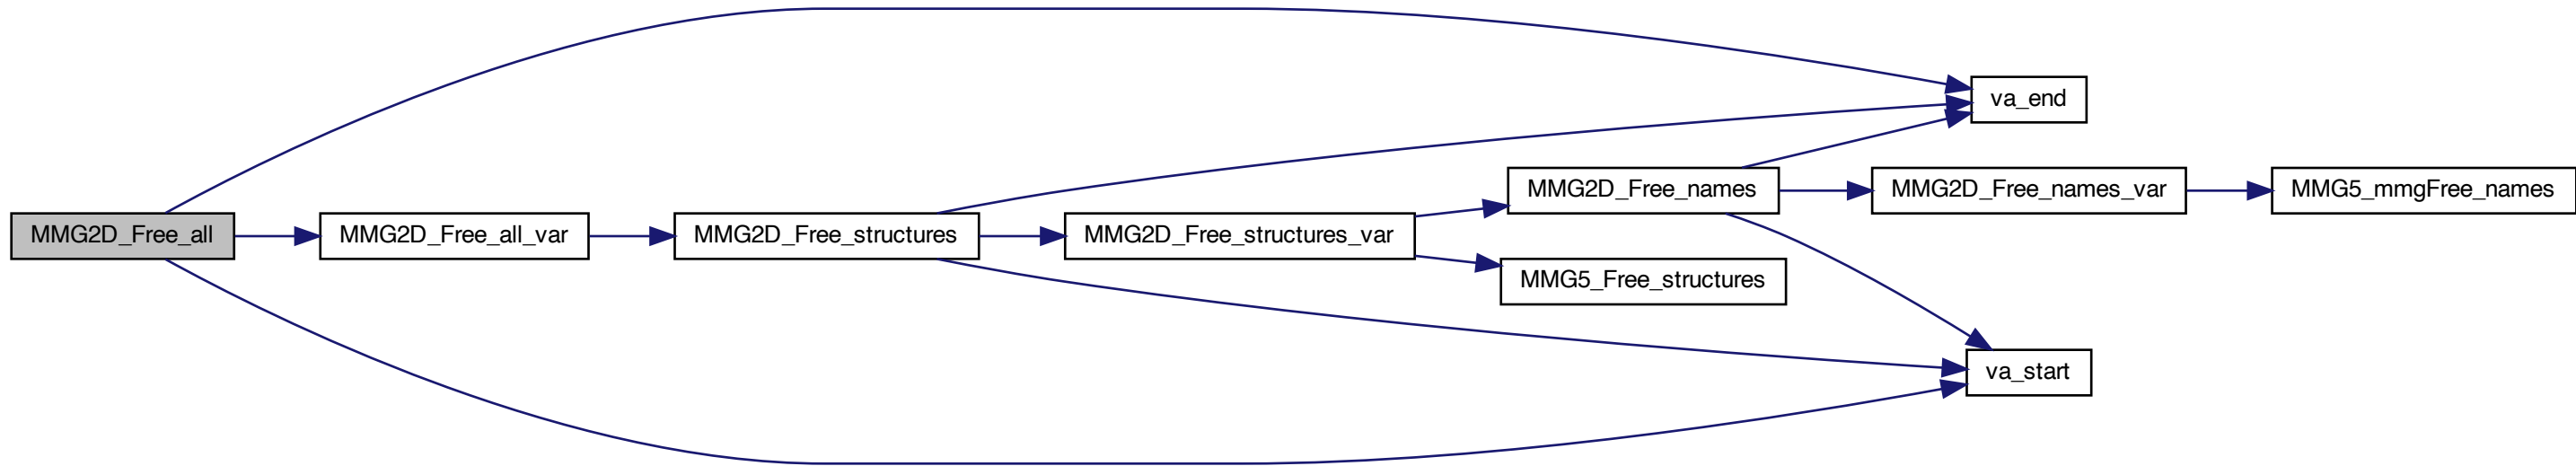 va_end
MMG2D_Free_names
MMG2D_Free_names_var
MMG5_mmgFree_names
MMG2D_Free_all
MMG2D_Free_all_var
MMG2D_Free_structures
MMG2D_Free_structures_var
MMG5_Free_structures
va_start